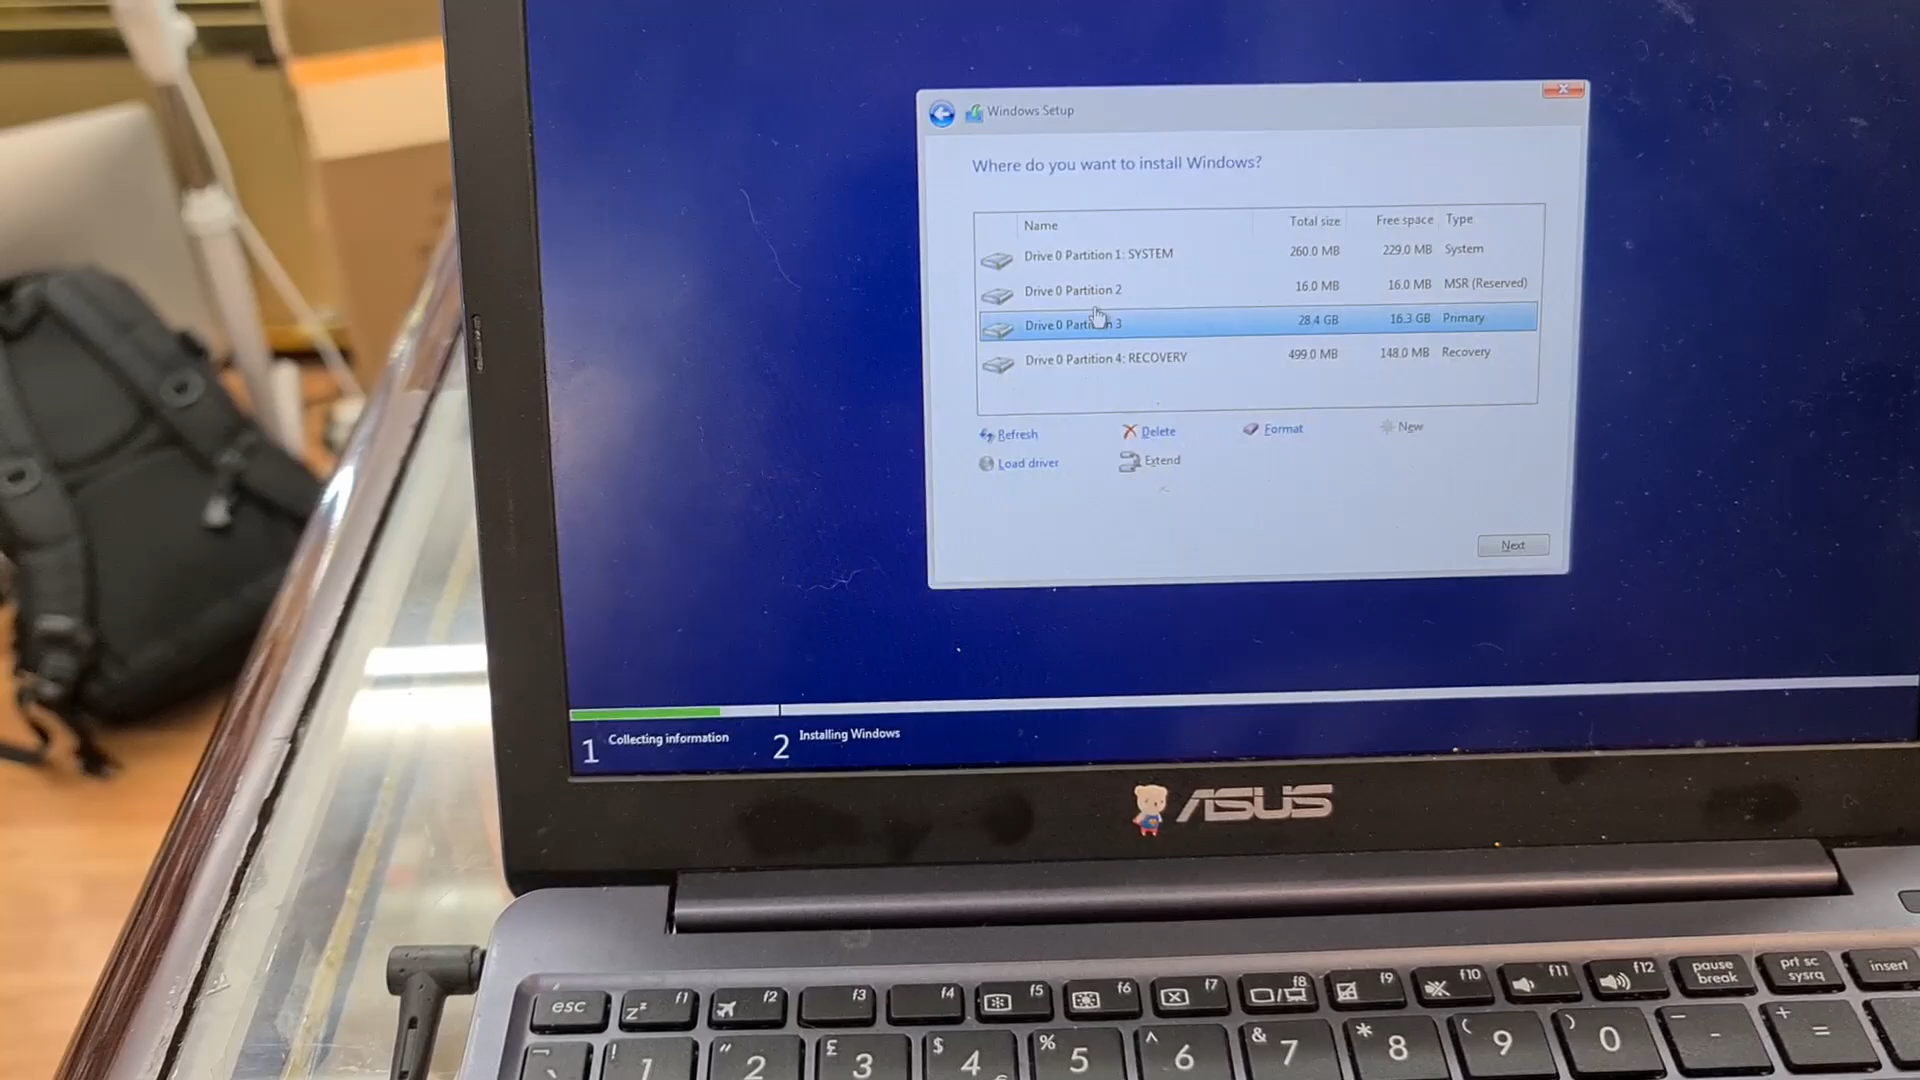 Windows Setup
Where do you want to install Windows?
Name Total size Free space Type
Drive 0 Partition 1: SYSTEM 260.0 MB 229.0 MB System
Drive 0 Partition 2 16.0 MB 16.0 MB MSR (Reserved)
Drive 0 Partition 3 28.4 GB 16.3 GB Primary
Drive 0 Partition 4: RECOVERY 499.0 MB 148.0 MB Recovery
Refresh Delete Format New
Load driver Extend
Next
1 Collecting information 2 Installing Windows
ASUS
esc f1 f2 f3 f4 f5 f6 f7 f8 f9 f10 f11 f12 pause break prt sc sysrq insert
! 1 " 2 £ 3 $ 4 € % 5 ^ 6 & 7 * 8 ( 9 ) 0 _ - + =